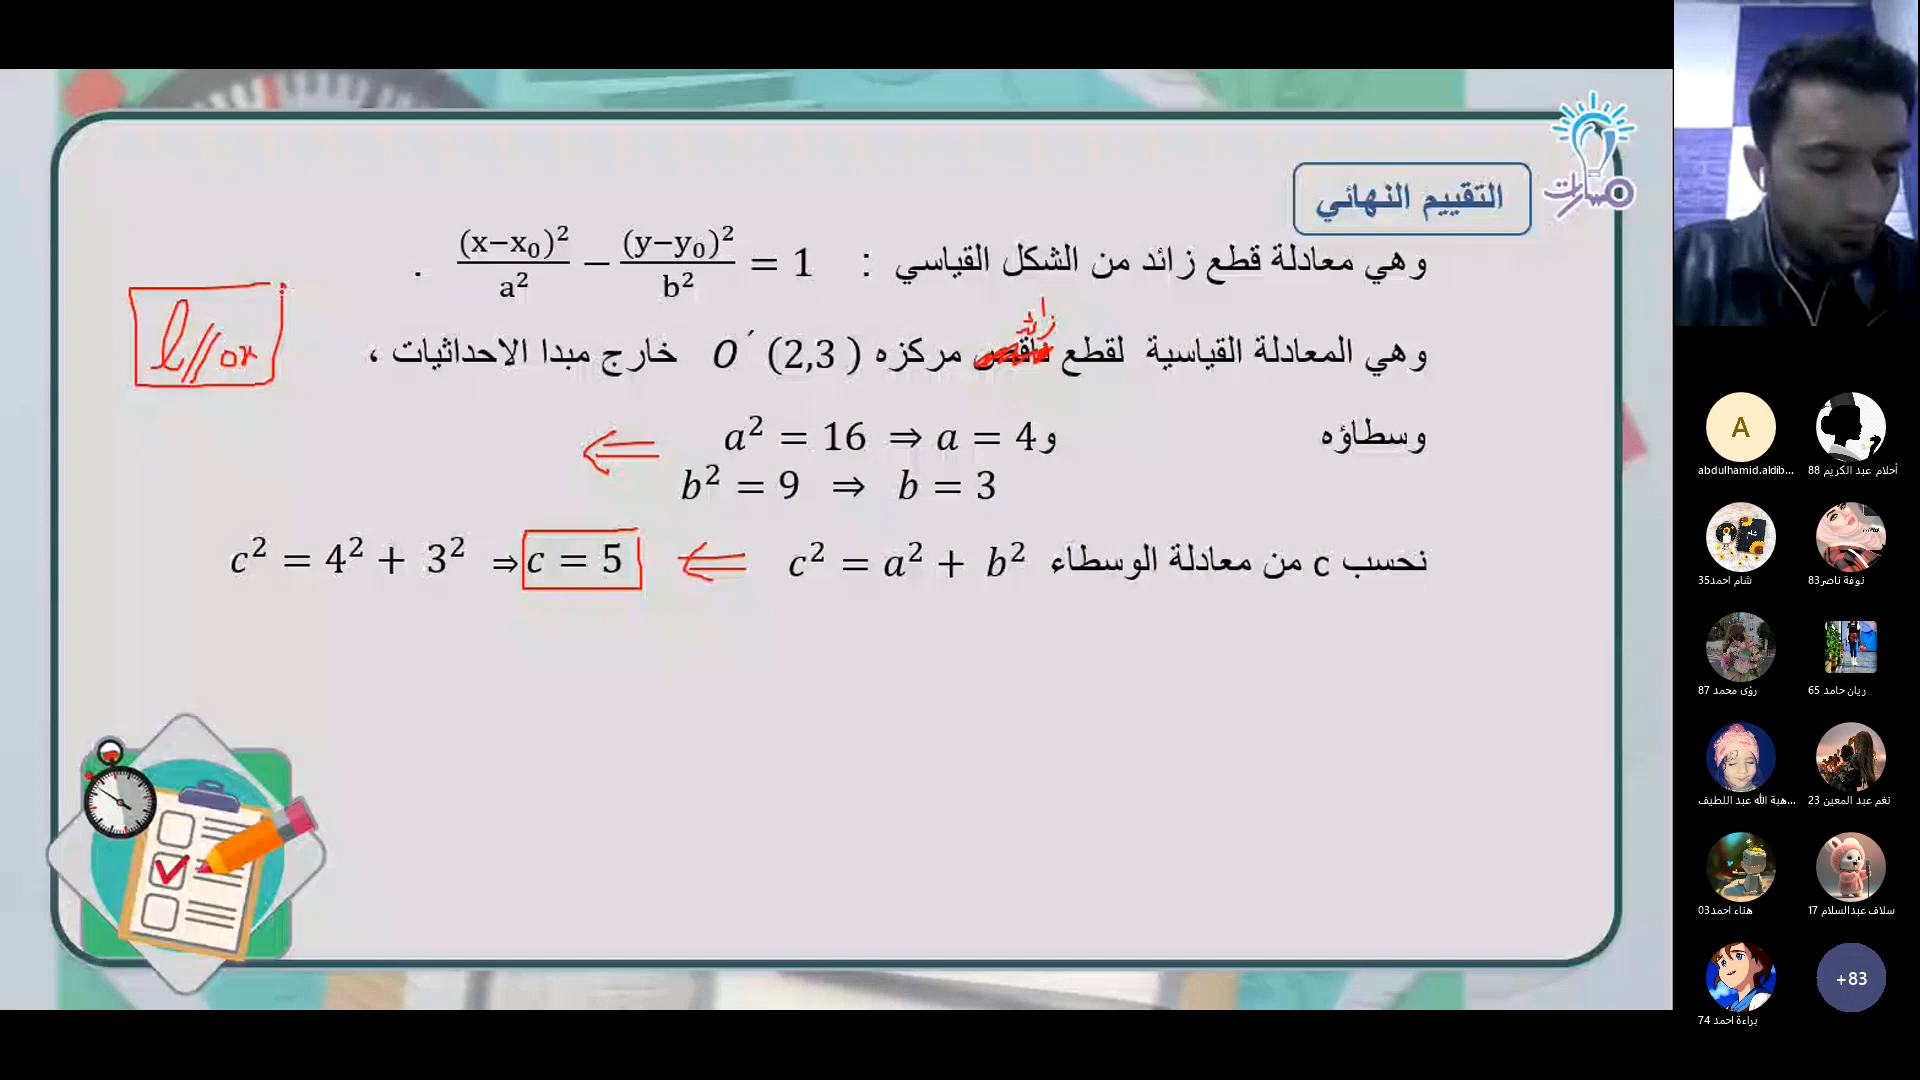 التقييم النهائي
مسارات
وهي معادلة قطع زائد من الشكل القياسي : (x−x₀)²/a² − (y−y₀)²/b² = 1 .
وهي المعادلة القياسية لقطع ناقص زائد مركزه O′ (2,3) خارج مبدا الاحداثيات ،
l // ox
وسطاؤه a² = 16 ⇒ a = 4 و ⇐
b² = 9 ⇒ b = 3
نحسب c من معادلة الوسطاء c² = a² + b² ⇐ c² = 4² + 3² ⇒ c = 5
A
abdulhamid.aldib...
أحلام عبد الكريم 88
شام احمد35
نوفة ناصر83
رؤى محمد 87
ريان حامد 65
هبة الله عبد اللطيف...
نغم عبد المعين 23
هناء احمد03
سلاف عبدالسلام 17
براءة احمد 74
+83